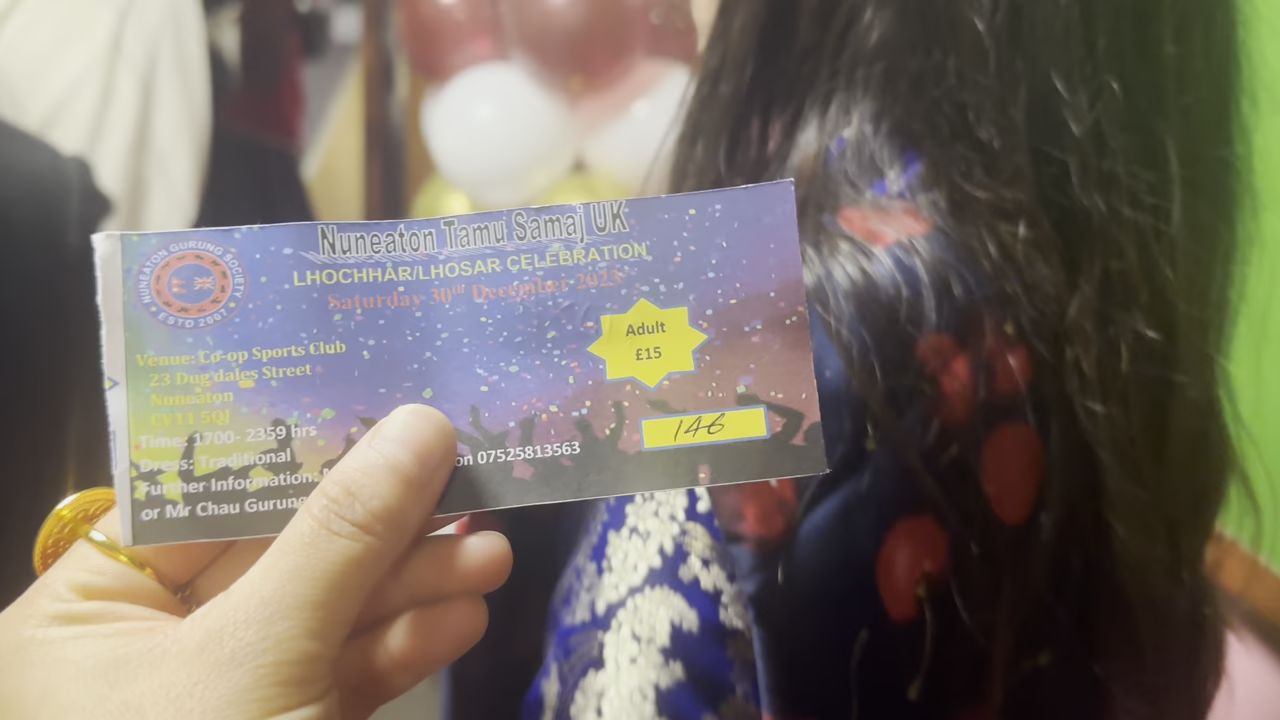 Nuneaton Tamu Samaj UK
LHOCHHAR/LHOSAR CELEBRATION
Saturday 30th December 2023
NUNEATON GURUNG SOCIETY
ESTD 2007
Adult
£15
Venue: Co-op Sports Club
23 Dugdales Street
Nuneaton
CV11 5QJ
Time: 1700- 2359 hrs
Dress: Traditional
Further Information:
on 07525813563
or Mr Chau Gurung
146